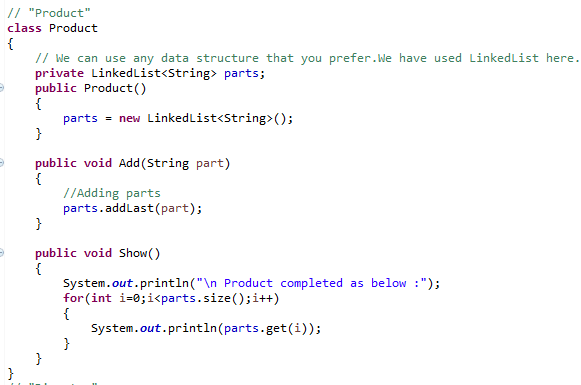 // "Product"
class Product
{
// We can use any data structure that you prefer.We have used LinkedList here.
private LinkedList<String> parts;
public Product()
{
parts = new LinkedList<String>();
}
public void Add(String part)
{
//Adding parts
parts.addLast(part);
}
public void Show()
{
System.out.println("\n Product completed as below :");
for(int i=0;i<parts.size();i++)
{
System.out.println(parts.get(i));
}
}
}